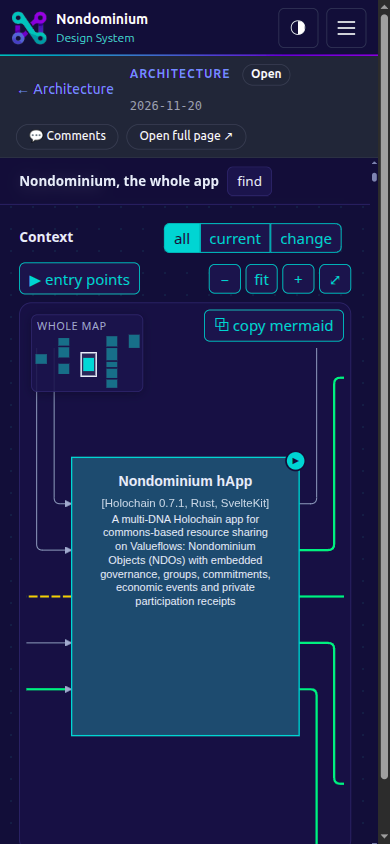 Nondominium
Design System
← Architecture
ARCHITECTURE
Open
2026-11-20
💬 Comments
Open full page ↗
Nondominium, the whole app
find
Context
all
current
change
▶ entry points
−
fit
+
⤢
WHOLE MAP
copy mermaid
Nondominium hApp
[Holochain 0.7.1, Rust, SvelteKit]
A multi-DNA Holochain app for
commons-based resource sharing
on Valueflows: Nondominium
Objects (NDOs) with embedded
governance, groups, commitments,
economic events and private
participation receipts